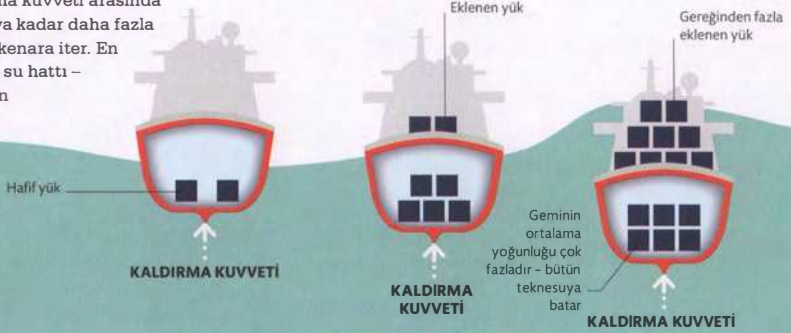 ma kuvveti arasında
ya kadar daha fazla
kenara iter. En
su hattı –
n
Hafif yük
KALDIRMA KUVVETİ
Eklenen yük
KALDIRMA
KUVVETİ
Gereğinden fazla
eklenen yük
Geminin
ortalama
yoğunluğu çok
fazladır – bütün
teknesuya
batar
KALDIRMA KUVVETİ